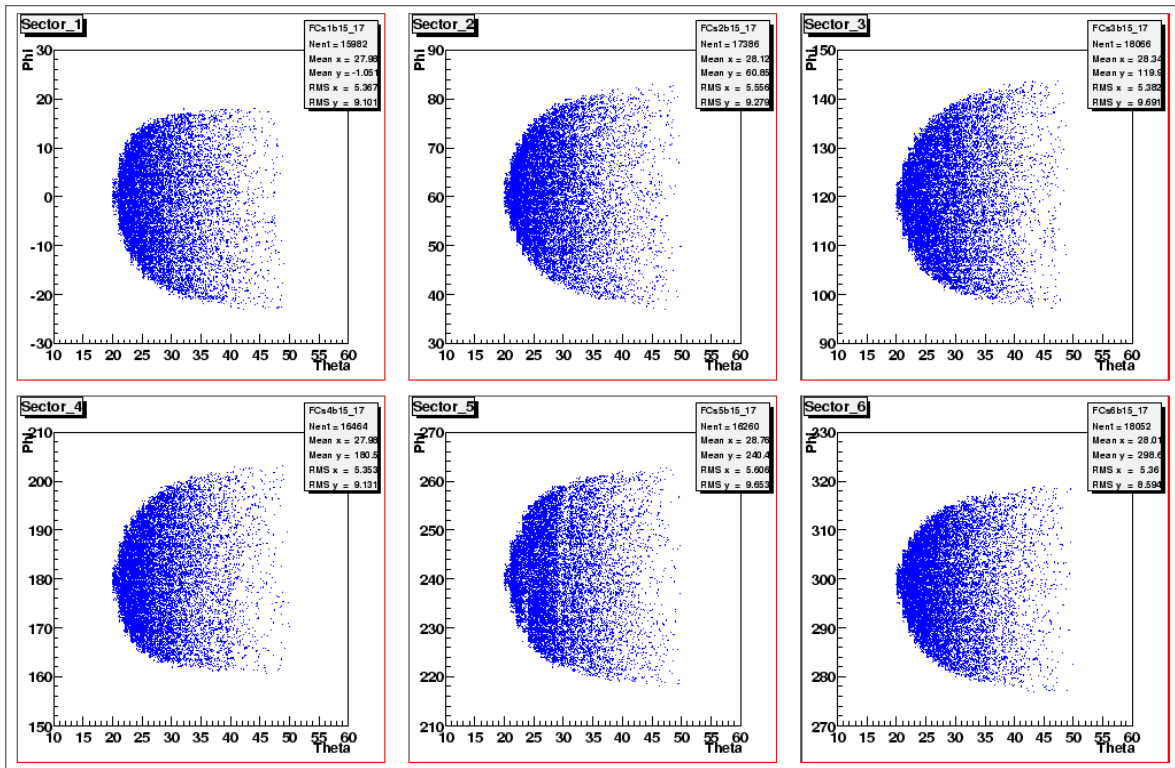 Sector_1
FCs1b15_17
Nent = 15982
Mean x = 27.98
Mean y = -1.051
RMS x = 5.367
RMS y = 9.101
Phi
30
20
10
0
-10
-20
-30
10 15 20 25 30 35 40 45 50 55 60
Theta
Sector_2
FCs2b15_17
Nent = 17386
Mean x = 28.12
Mean y = 60.85
RMS x = 5.556
RMS y = 9.279
Phi
90
80
70
60
50
40
30
10 15 20 25 30 35 40 45 50 55 60
Theta
Sector_3
FCs3b15_17
Nent = 18066
Mean x = 28.34
Mean y = 119.9
RMS x = 5.382
RMS y = 9.691
Phi
150
140
130
120
110
100
90
10 15 20 25 30 35 40 45 50 55 60
Theta
Sector_4
FCs4b15_17
Nent = 16464
Mean x = 27.98
Mean y = 180.5
RMS x = 5.353
RMS y = 9.131
Phi
210
200
190
180
170
160
150
10 15 20 25 30 35 40 45 50 55 60
Theta
Sector_5
FCs5b15_17
Nent = 16260
Mean x = 28.76
Mean y = 240.4
RMS x = 5.606
RMS y = 9.653
Phi
270
260
250
240
230
220
210
10 15 20 25 30 35 40 45 50 55 60
Theta
Sector_6
FCs6b15_17
Nent = 18052
Mean x = 28.01
Mean y = 298.6
RMS x = 5.36
RMS y = 8.594
Phi
330
320
310
300
290
280
270
10 15 20 25 30 35 40 45 50 55 60
Theta